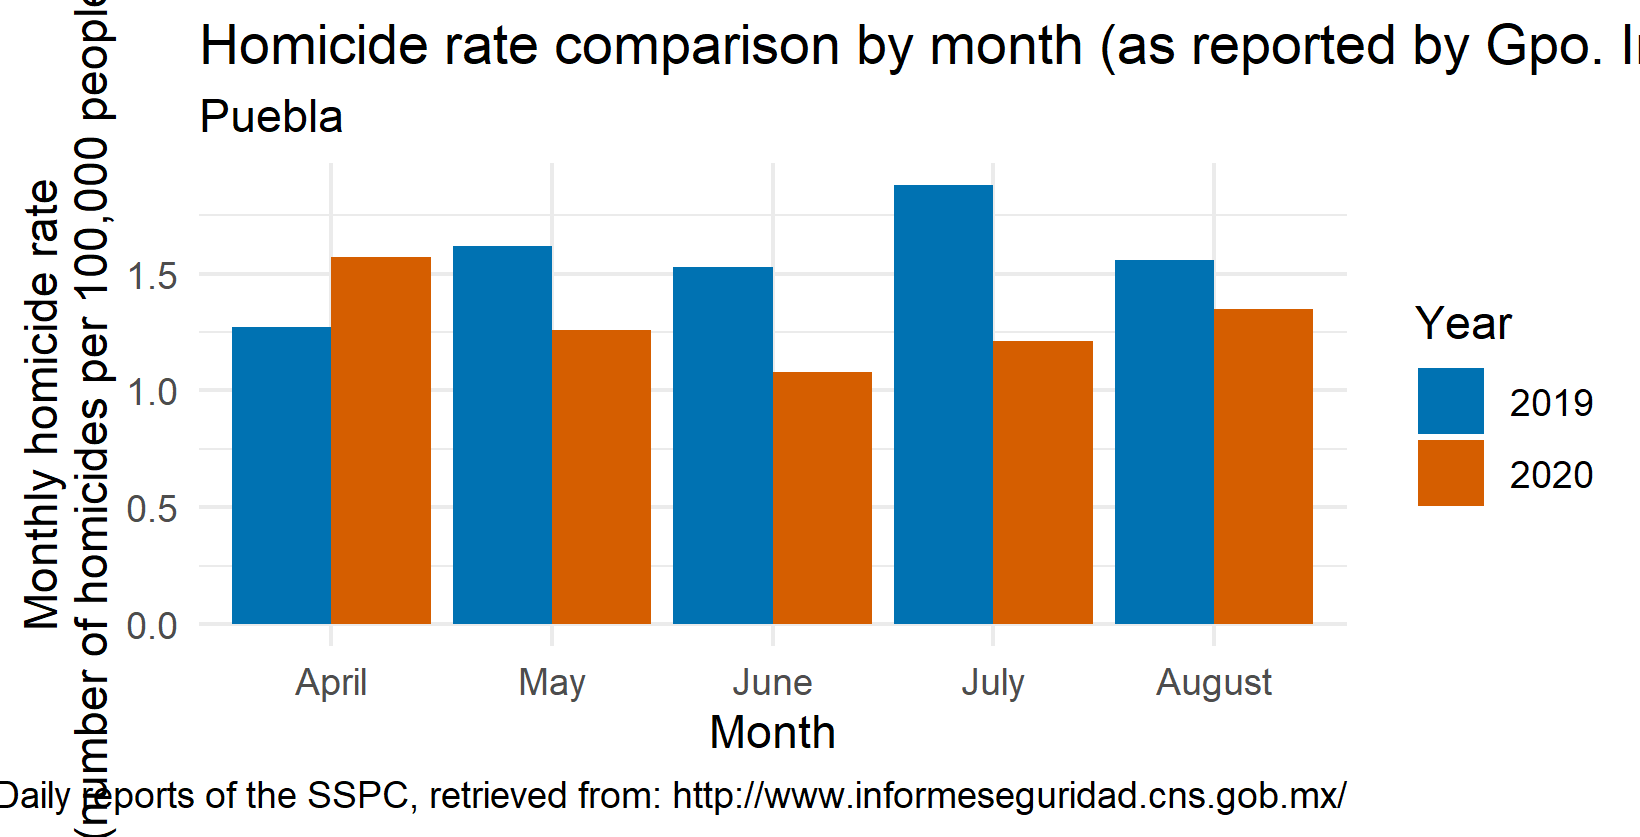 Homicide rate comparison by month (as reported by Gpo.
Puebla
Monthly homicide rate
(number of homicides per 100,000 people
1.5
1.0
0.5
0.0
April May June July August
Month
Year
2019
2020
Daily reports of the SSPC, retrieved from: http://www.informeseguridad.cns.gob.mx/